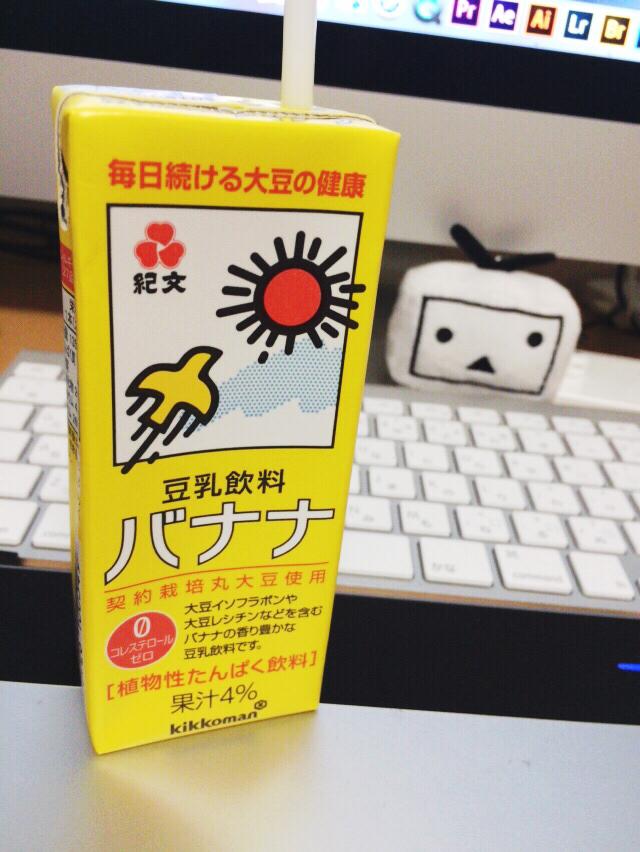 Pr Ae Ai Lr Br
毎日続ける大豆の健康
紀文
豆乳飲料
バナナ
契約栽培丸大豆使用
0
コレステロール
ゼロ
大豆イソフラボンや
大豆レシチンなどを含む
バナナの香り豊かな
豆乳飲料です。
[植物性たんぱく飲料]
果汁4%
kikkoman®
かな
command